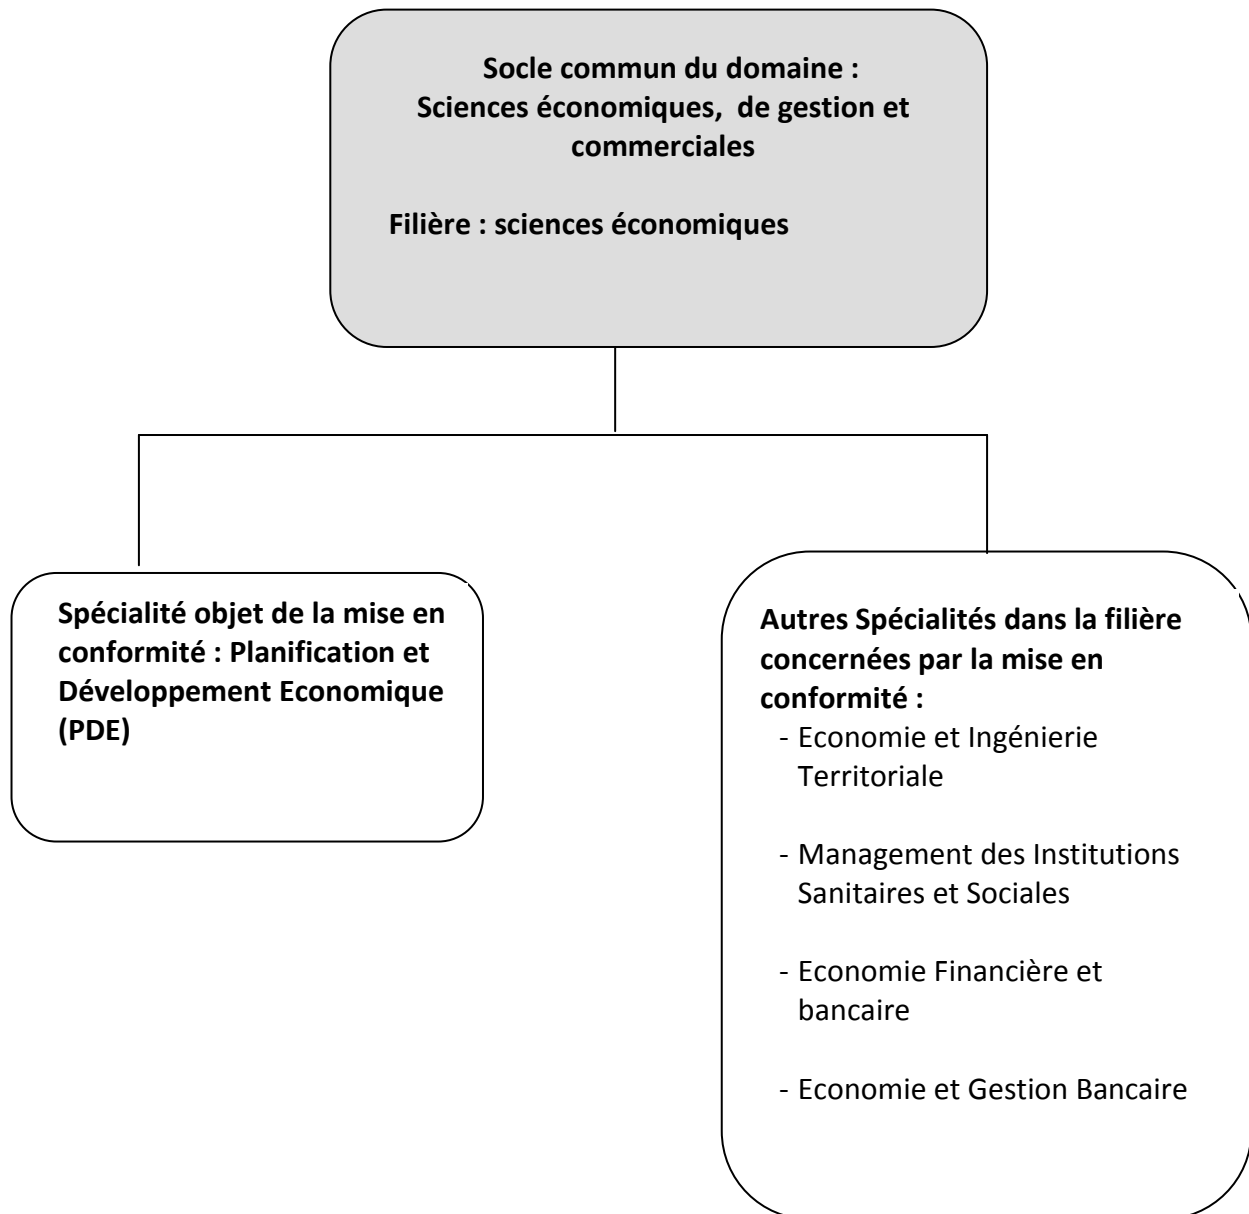 Socle commun du domaine :
Sciences économiques, de gestion et
commerciales
Filière : sciences économiques
Spécialité objet de la mise en
conformité : Planification et
Développement Economique
(PDE)
Autres Spécialités dans la filière
concernées par la mise en
conformité :
- Economie et Ingénierie
Territoriale
- Management des Institutions
Sanitaires et Sociales
- Economie Financière et
bancaire
- Economie et Gestion Bancaire